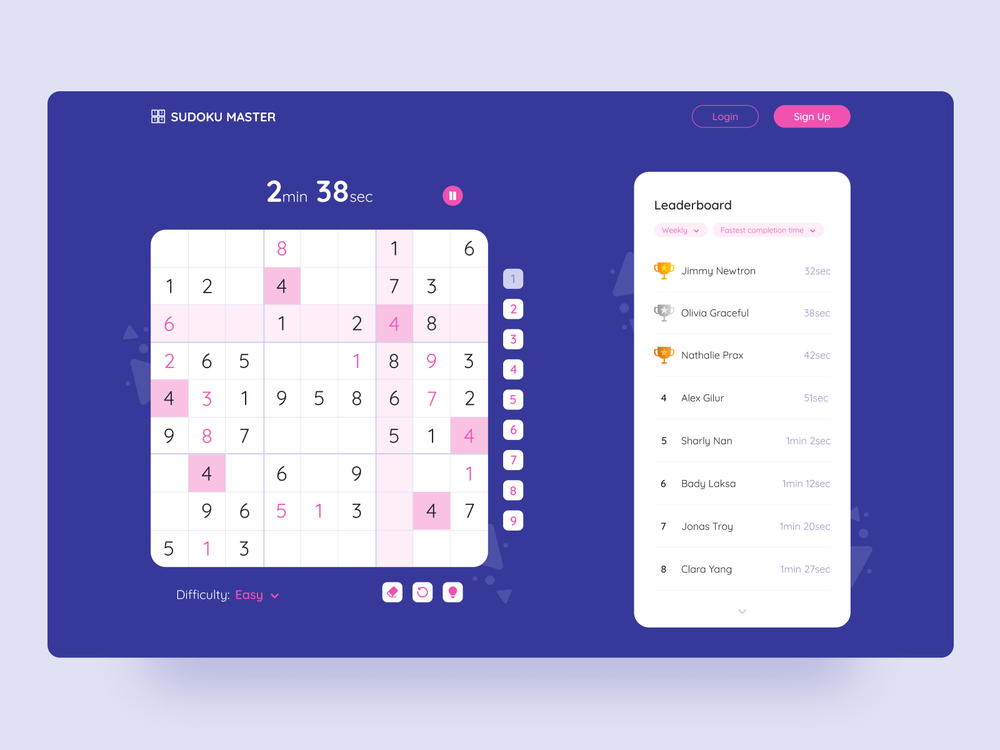 SUDOKU MASTER
Login
Sign Up
2min 38sec
8 1 6
1 2 4 7 3
6 1 2 4 8
2 6 5 1 8 9 3
4 3 1 9 5 8 6 7 2
9 8 7 5 1 4
4 6 9 1
9 6 5 1 3 4 7
5 1 3
1
2
3
4
5
6
7
8
9
Difficulty: Easy
Leaderboard
Weekly
Fastest completion time
Jimmy Newtron 32sec
Olivia Graceful 38sec
Nathalie Prax 42sec
4 Alex Gilur 51sec
5 Sharly Nan 1min 2sec
6 Bady Laksa 1min 12sec
7 Jonas Troy 1min 20sec
8 Clara Yang 1min 27sec